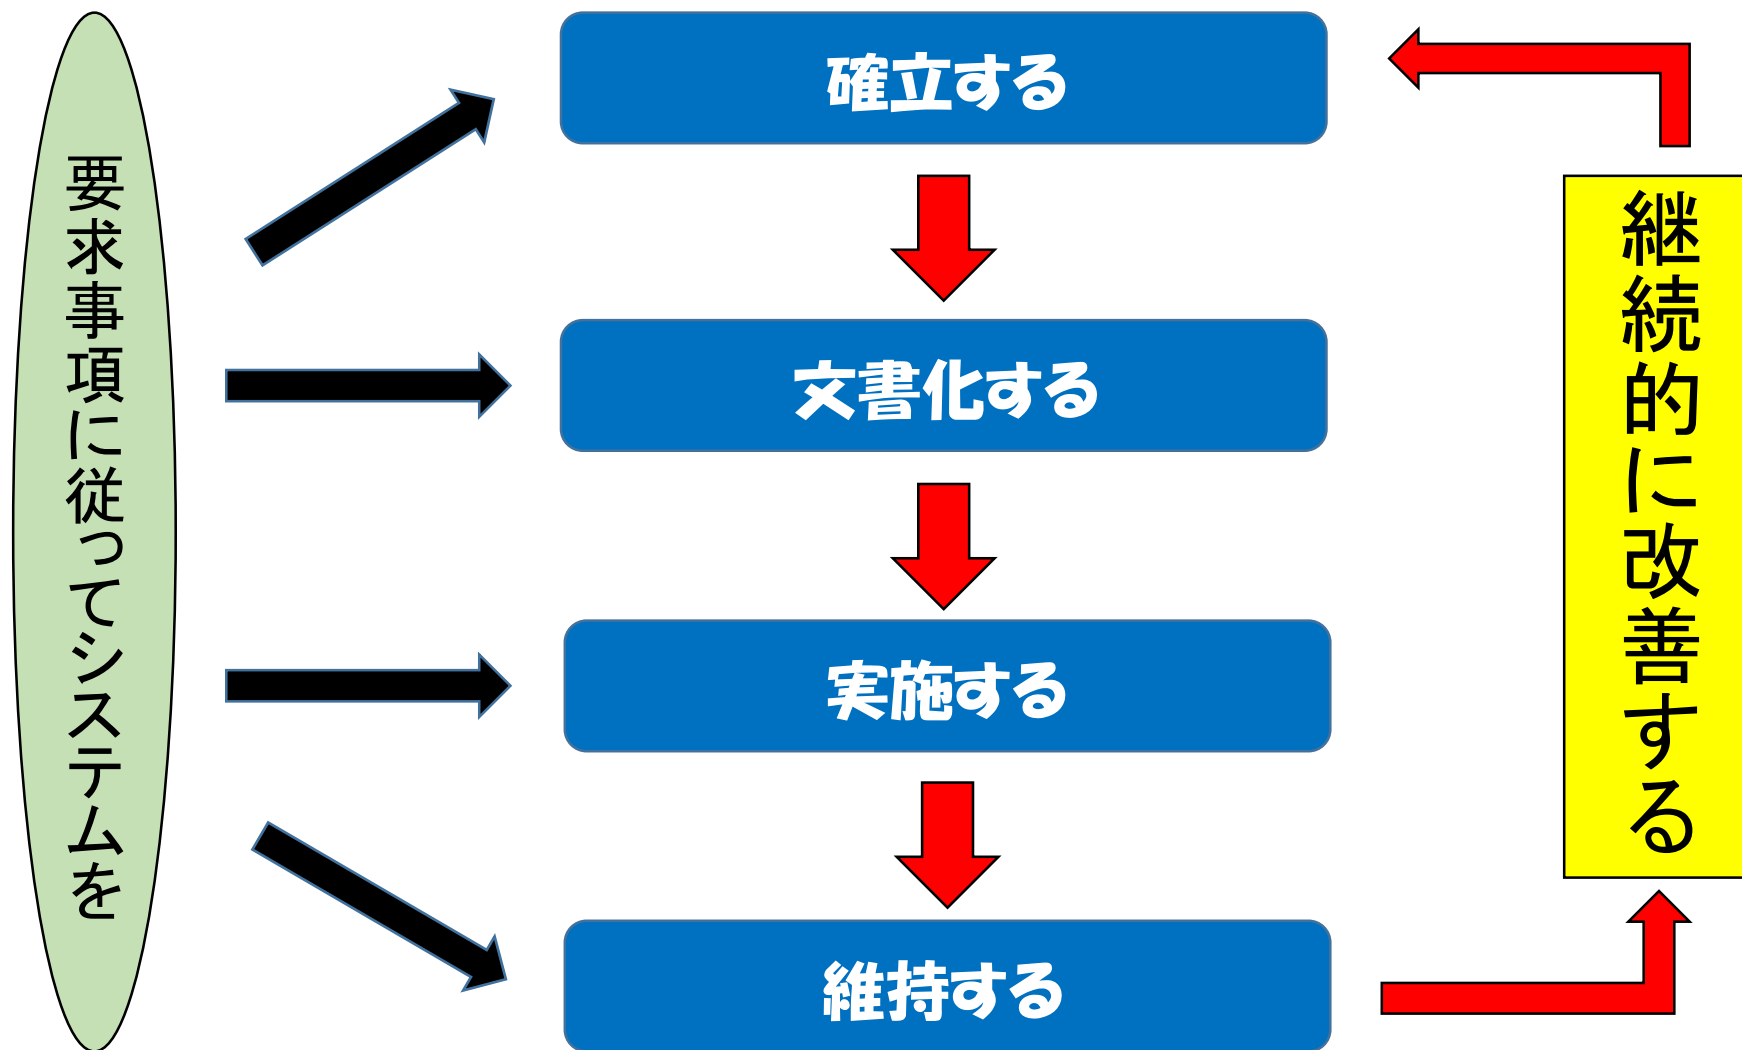 要求事項に従ってシステムを
確立する
文書化する
実施する
維持する
継続的に改善する